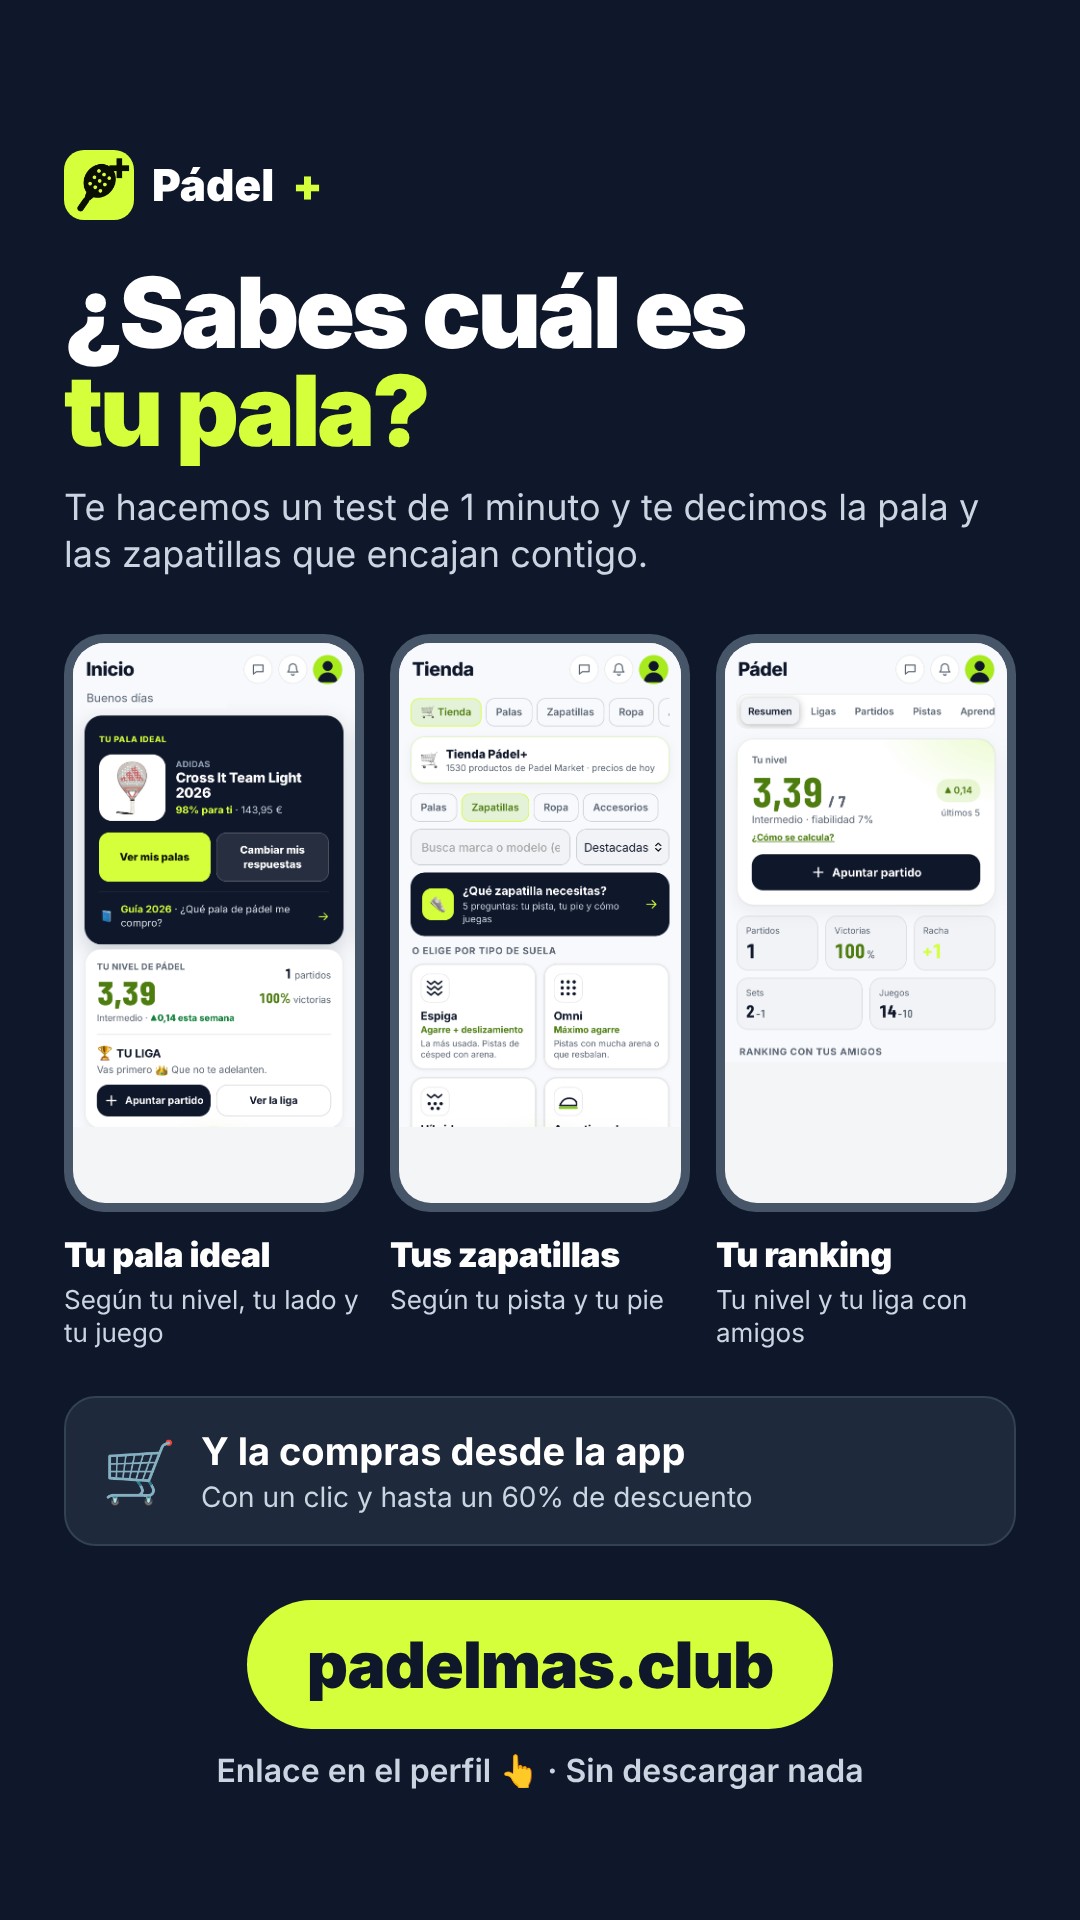 Pádel +
¿Sabes cuál es
tu pala?
Te hacemos un test de 1 minuto y te decimos la pala y
las zapatillas que encajan contigo.
Inicio
Buenos días
TU PALA IDEAL
ADIDAS
Cross It Team Light
2026
98% para ti · 143,95 €
Ver mis palas
Cambiar mis
respuestas
Guía 2026 · ¿Qué pala de pádel me
compro?
→
TU NIVEL DE PÁDEL
3,39
1 partidos
100% victorias
Intermedio · ▲0,14 esta semana
🏆 TU LIGA
Vas primero 👑 Que no te adelanten.
+ Apuntar partido
Ver la liga
Tienda
🛒 Tienda
Palas
Zapatillas
Ropa
Tienda Pádel+
1530 productos de Padel Market · precios de hoy
Palas
Zapatillas
Ropa
Accesorios
Busca marca o modelo (e
Destacadas
¿Qué zapatilla necesitas?
5 preguntas: tu pista, tu pie y cómo
juegas
→
O ELIGE POR TIPO DE SUELA
Espiga
Agarre + deslizamiento
La más usada. Pistas de
césped con arena.
Omni
Máximo agarre
Pistas con mucha arena o
que resbalan.
Pádel
Resumen
Ligas
Partidos
Pistas
Aprend
Tu nivel
3,39 / 7
▲0,14
últimos 5
Intermedio · fiabilidad 7%
¿Cómo se calcula?
+ Apuntar partido
Partidos
1
Victorias
100%
Racha
+1
Sets
2-1
Juegos
14-10
RANKING CON TUS AMIGOS
Tu pala ideal
Según tu nivel, tu lado y
tu juego
Tus zapatillas
Según tu pista y tu pie
Tu ranking
Tu nivel y tu liga con
amigos
Y la compras desde la app
Con un clic y hasta un 60% de descuento
padelmas.club
Enlace en el perfil 👆 · Sin descargar nada